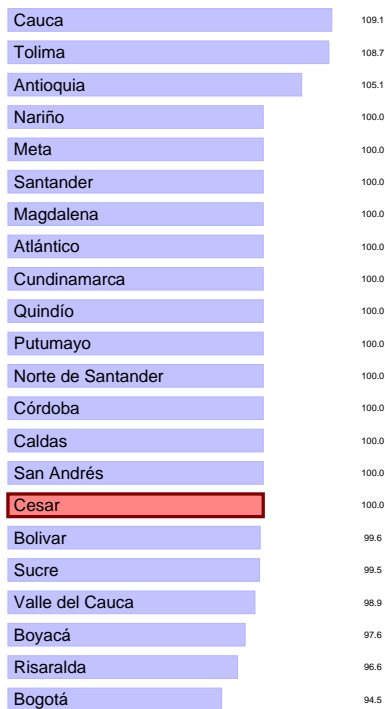 Cauca 109.1
Tolima 108.7
Antioquia 105.1
Nariño 100.0
Meta 100.0
Santander 100.0
Magdalena 100.0
Atlántico 100.0
Cundinamarca 100.0
Quindío 100.0
Putumayo 100.0
Norte de Santander 100.0
Córdoba 100.0
Caldas 100.0
San Andrés 100.0
Cesar 100.0
Bolivar 99.6
Sucre 99.5
Valle del Cauca 98.9
Boyacá 97.6
Risaralda 96.6
Bogotá 94.5